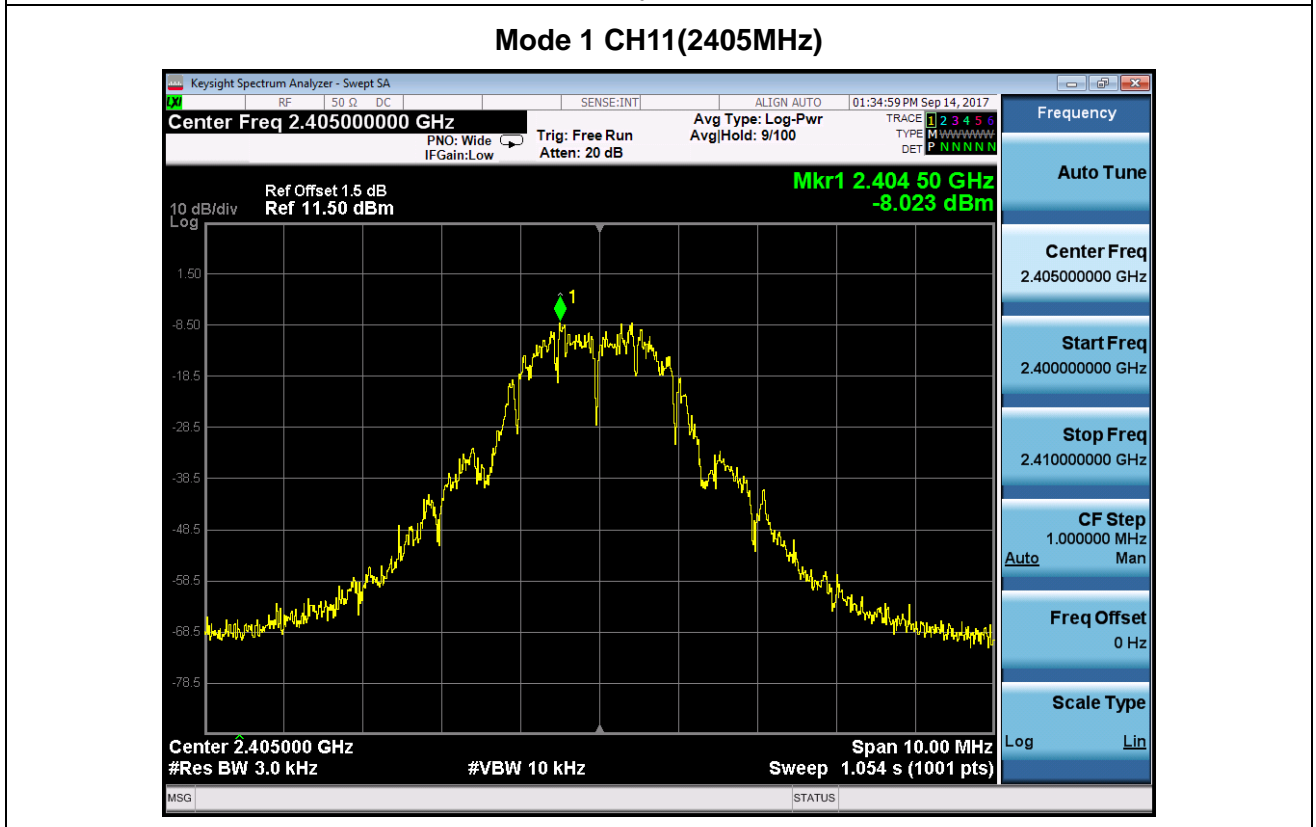 Mode 1 CH11(2405MHz)
Keysight Spectrum Analyzer - Swept SA
LXI RF 50 Ω DC SENSE:INT ALIGN AUTO 01:34:59 PM Sep 14, 2017
Center Freq 2.405000000 GHz
PNO: Wide
IFGain:Low
Trig: Free Run
Atten: 20 dB
Avg Type: Log-Pwr
Avg|Hold: 9/100
TRACE 1 2 3 4 5 6
TYPE M WWWWW
DET P N N N N N
Mkr1 2.404 50 GHz
-8.023 dBm
Ref Offset 1.5 dB
10 dB/div Ref 11.50 dBm
Log
1.50
1
-8.50
-18.5
-28.5
-38.5
-48.5
-58.5
-68.5
-78.5
Center 2.405000 GHz Span 10.00 MHz
#Res BW 3.0 kHz #VBW 10 kHz Sweep 1.054 s (1001 pts)
MSG STATUS
Frequency
Auto Tune
Center Freq
2.405000000 GHz
Start Freq
2.400000000 GHz
Stop Freq
2.410000000 GHz
CF Step
1.000000 MHz
Auto Man
Freq Offset
0 Hz
Scale Type
Log Lin